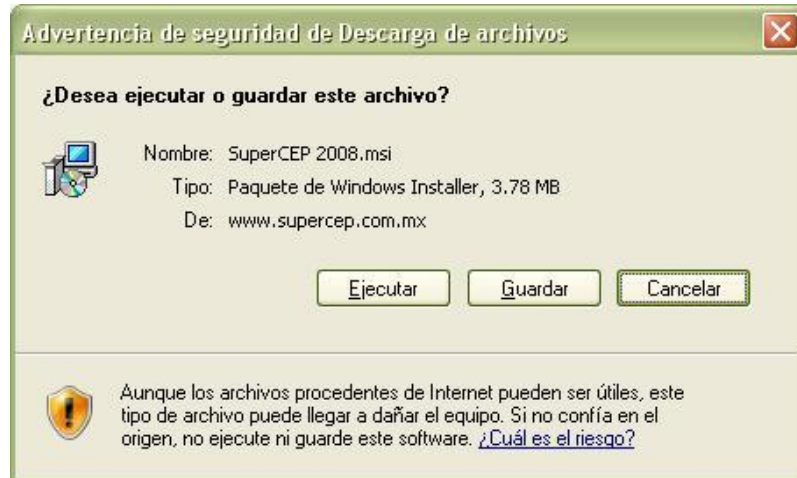 Advertencia de seguridad de Descarga de archivos
¿Desea ejecutar o guardar este archivo?
Nombre: SuperCEP 2008.msi
Tipo: Paquete de Windows Installer, 3.78 MB
De: www.supercep.com.mx
Ejecutar Guardar Cancelar
Aunque los archivos procedentes de Internet pueden ser útiles, este
tipo de archivo puede llegar a dañar el equipo. Si no confía en el
origen, no ejecute ni guarde este software. ¿Cuál es el riesgo?